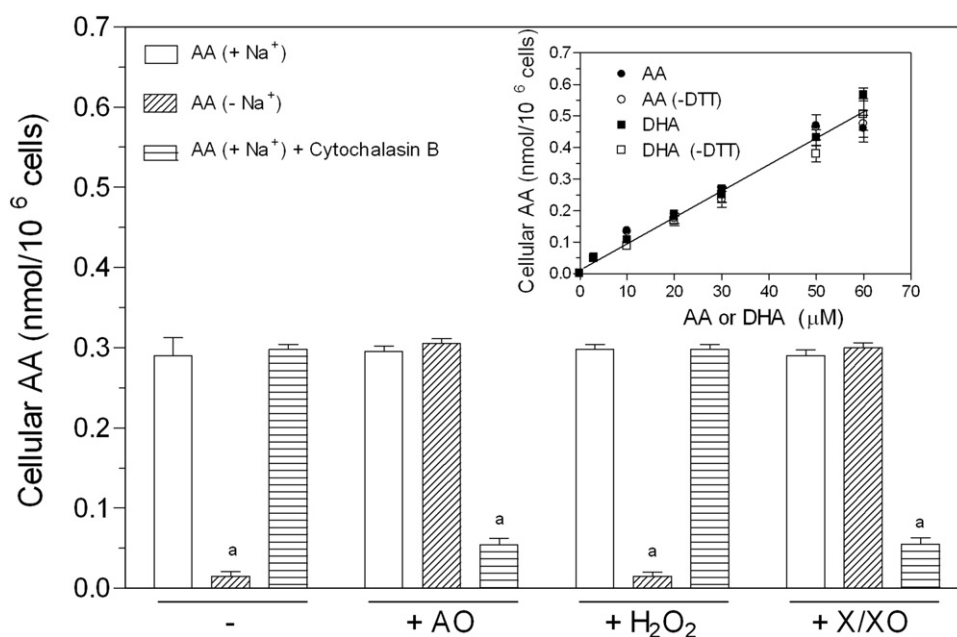 Cellular AA (nmol/10 6 cells)
0.7
0.6
0.5
0.4
0.3
0.2
0.1
0.0
AA (+ Na+)
AA (- Na+)
AA (+ Na+) + Cytochalasin B
Cellular AA (nmol/10 6 cells)
0.7
0.6
0.5
0.4
0.3
0.2
0.1
0.0
AA
AA (-DTT)
DHA
DHA (-DTT)
0 10 20 30 40 50 60 70
AA or DHA (μM)
a
a
a
a
- + AO + H2O2 + X/XO